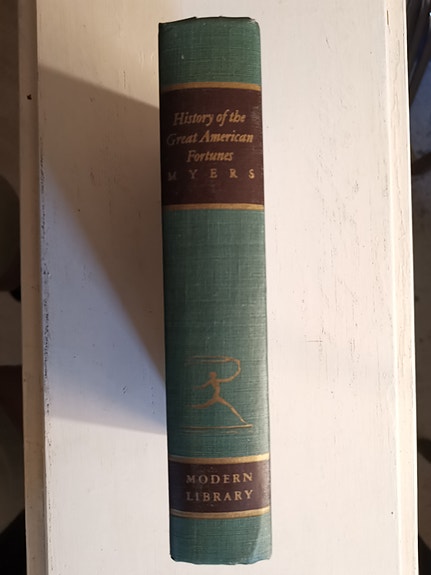 History of the
Great American
Fortunes
MYERS
MODERN
LIBRARY